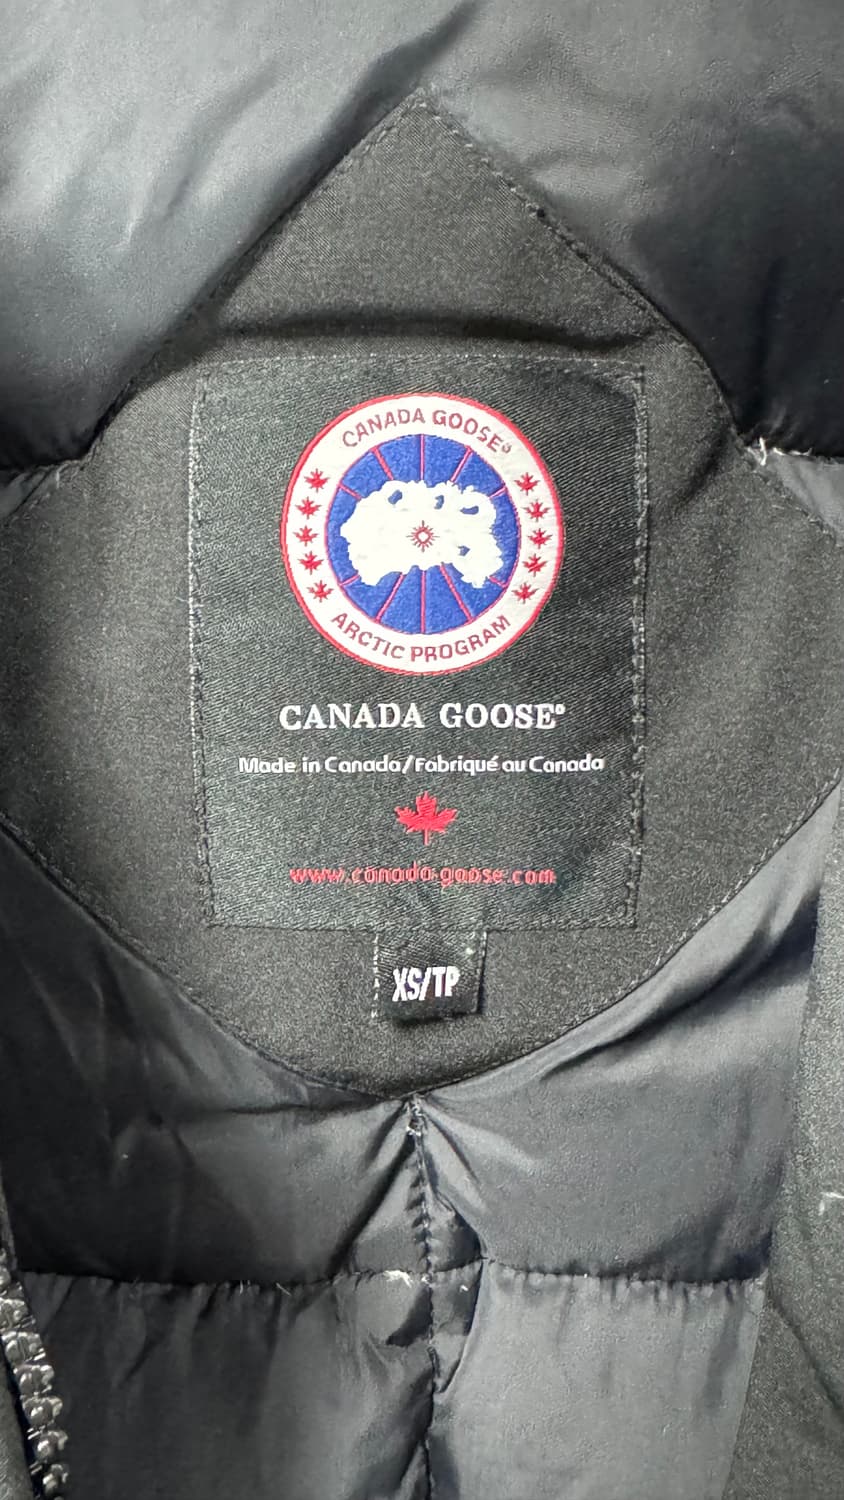 CANADA GOOSE®
ARCTIC PROGRAM
CANADA GOOSE®
Made in Canada/Fabriqué au Canada
www.canada-goose.com
XS/TP